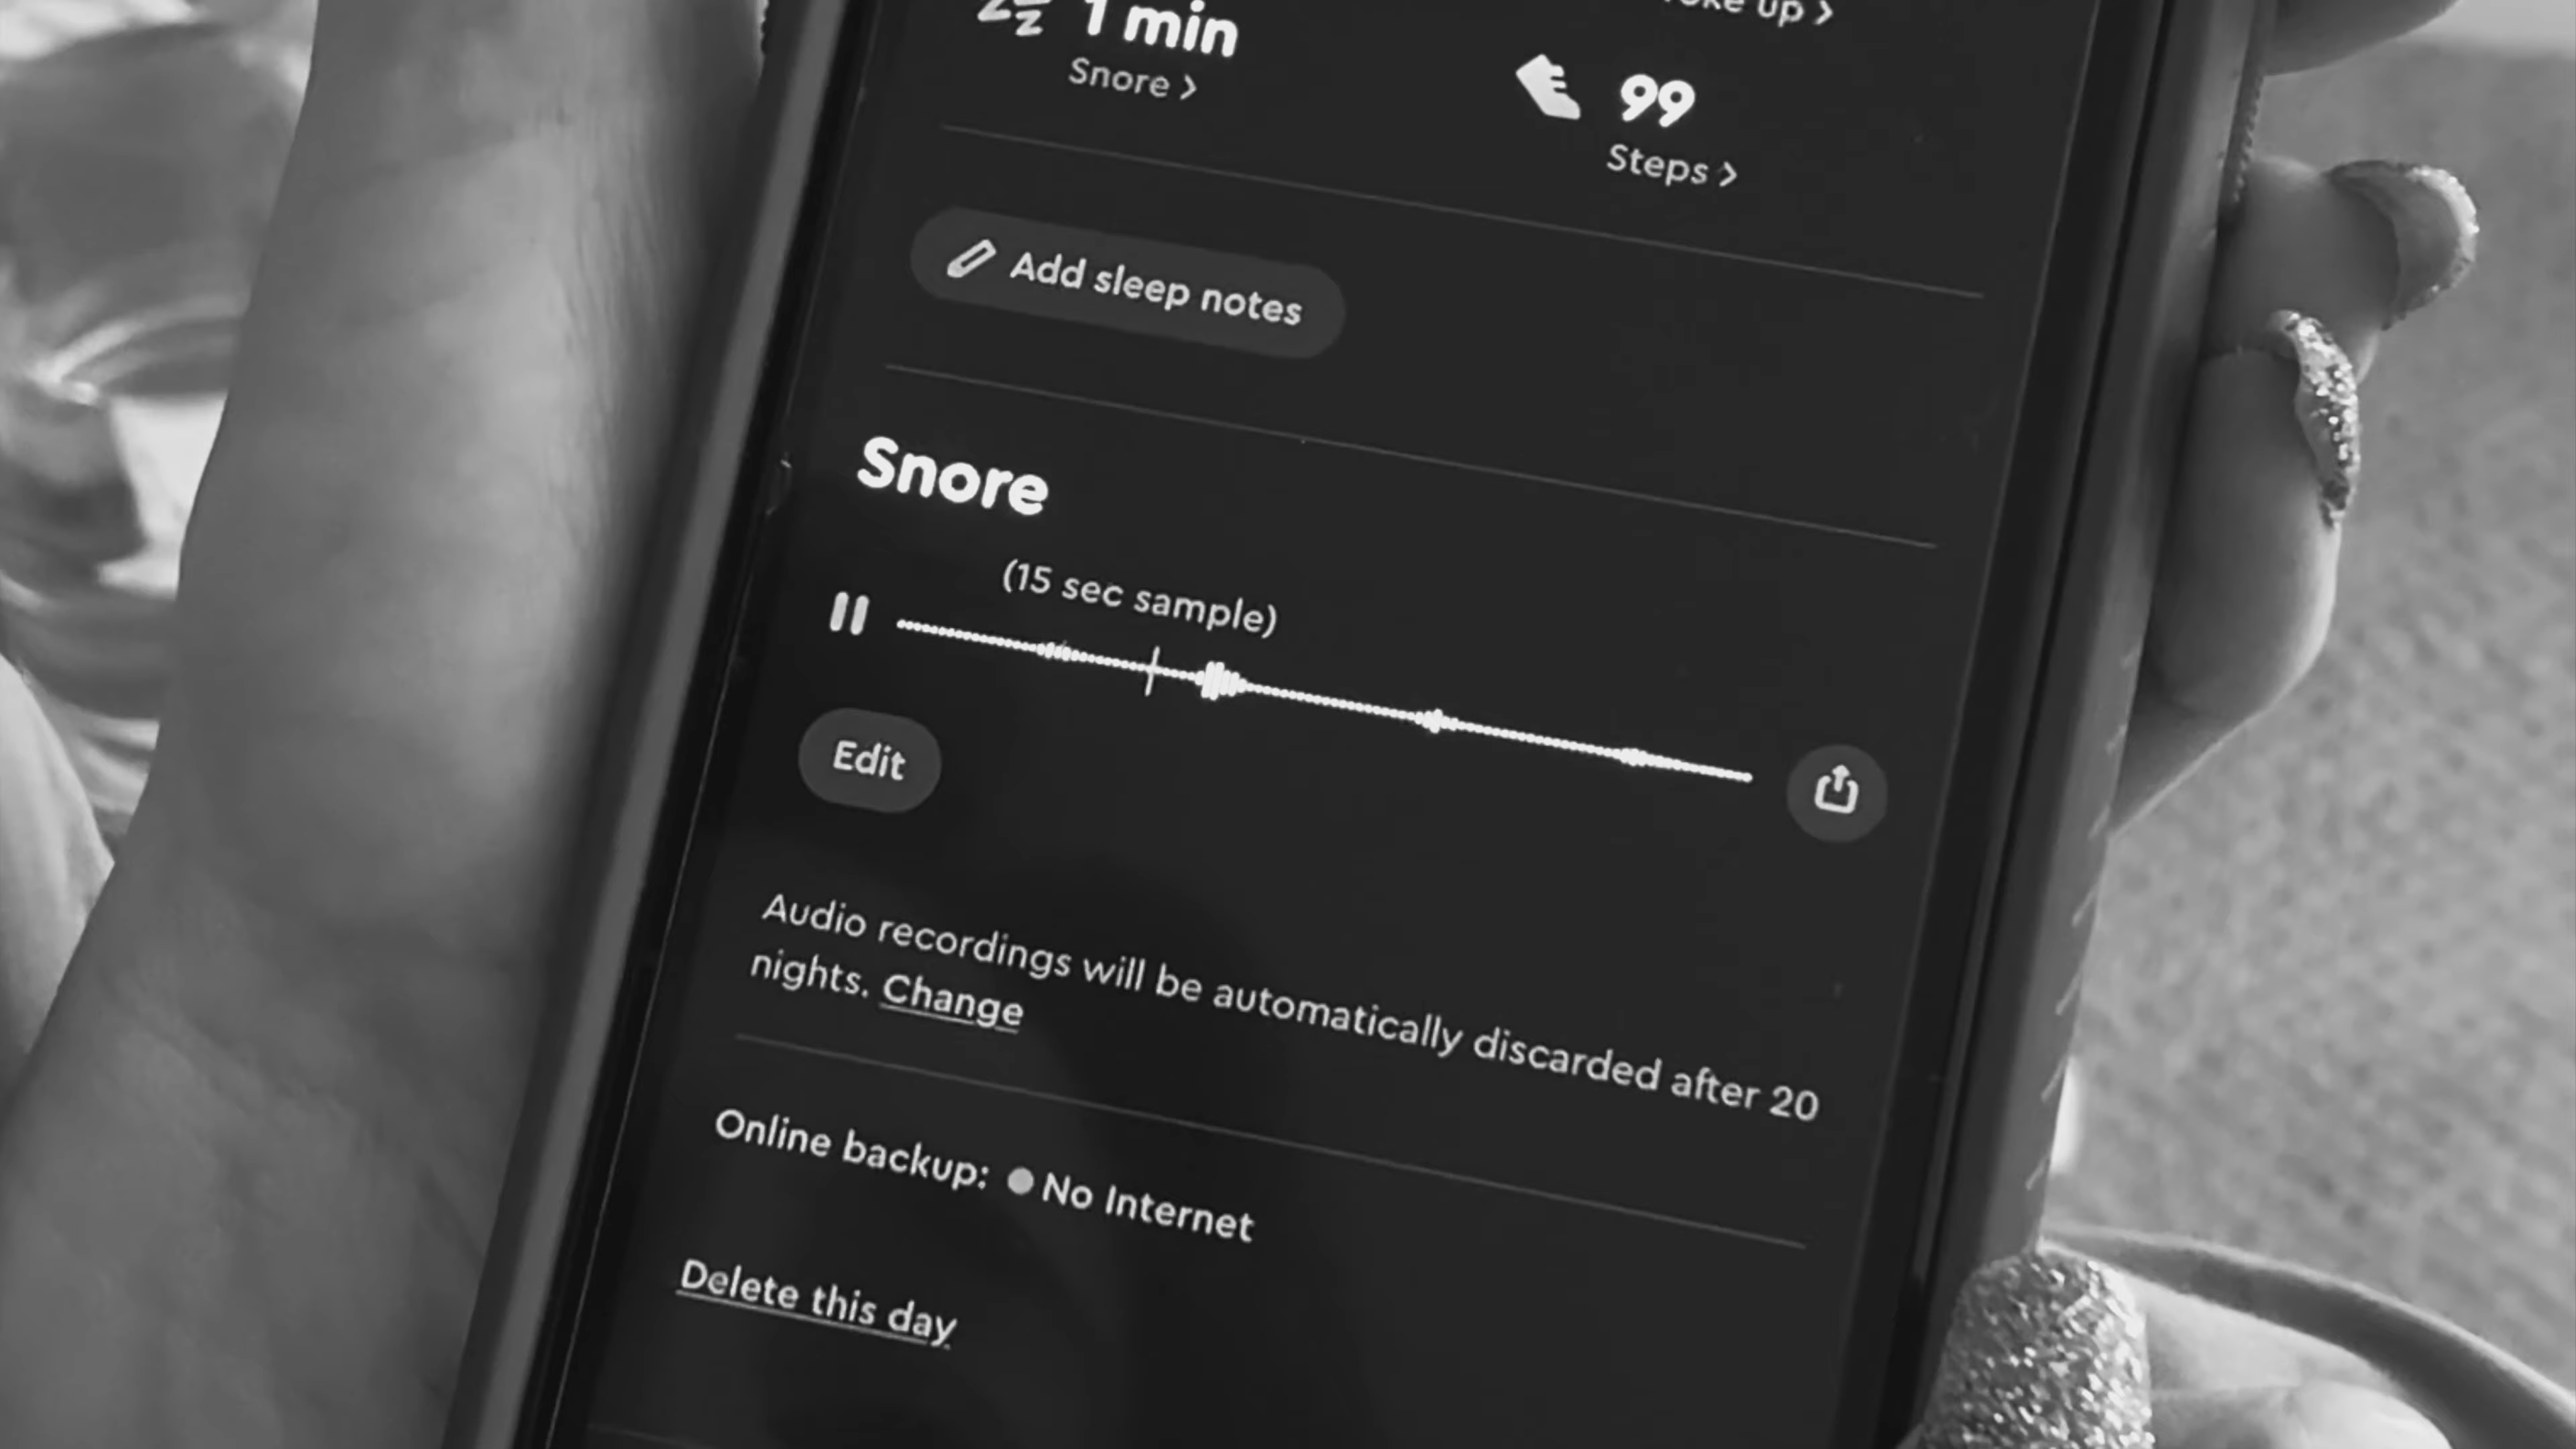 1 min
up >
Snore >
99
Steps >
Add sleep notes
Snore
(15 sec sample)
Edit
Audio recordings will be automatically discarded after 20
nights. Change
Online backup: No Internet
Delete this day